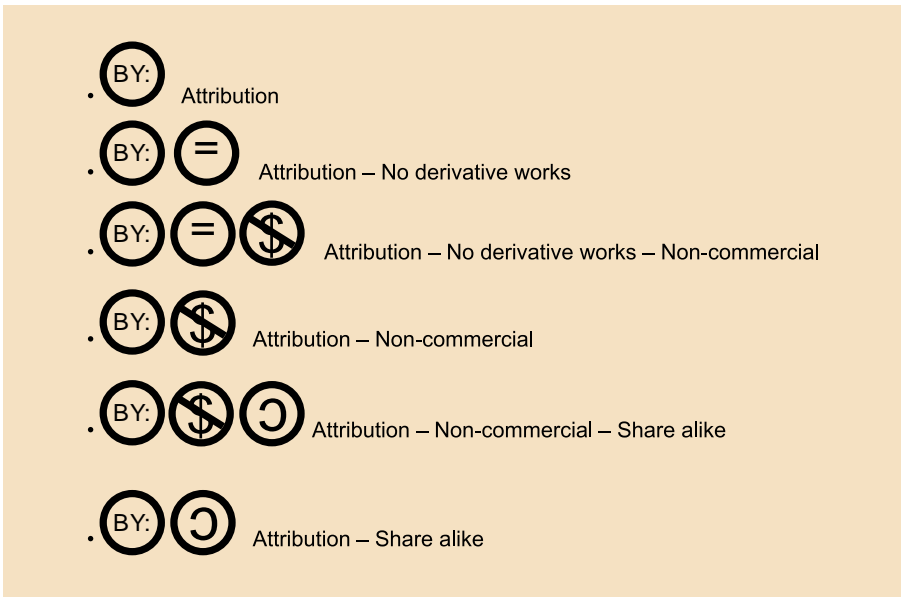 • BY: Attribution
• BY: = Attribution – No derivative works
• BY: = $ Attribution – No derivative works – Non-commercial
• BY: $ Attribution – Non-commercial
• BY: $ Ɔ Attribution – Non-commercial – Share alike
• BY: Ɔ Attribution – Share alike